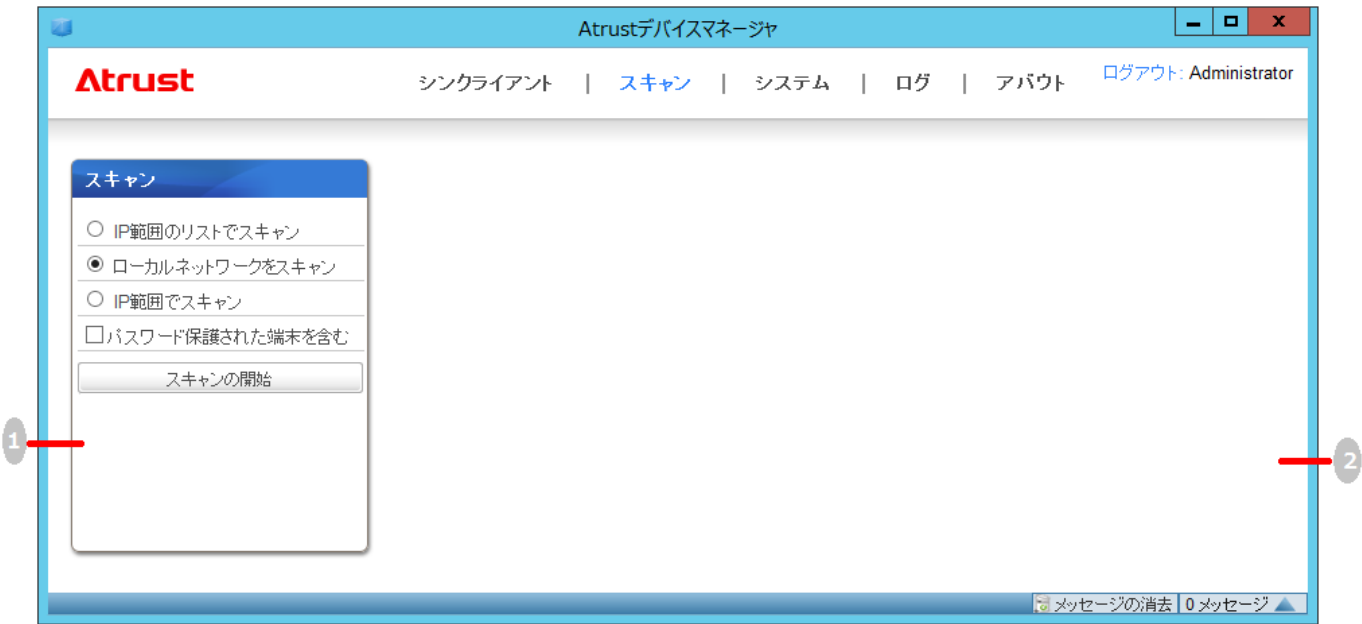 Atrustデバイスマネージャ
Atrust
シンクライアント | スキャン | システム | ログ | アバウト
ログアウト: Administrator
スキャン
IP範囲のリストでスキャン
ローカルネットワークをスキャン
IP範囲でスキャン
パスワード保護された端末を含む
スキャンの開始
1
2
メッセージの消去 0 メッセージ